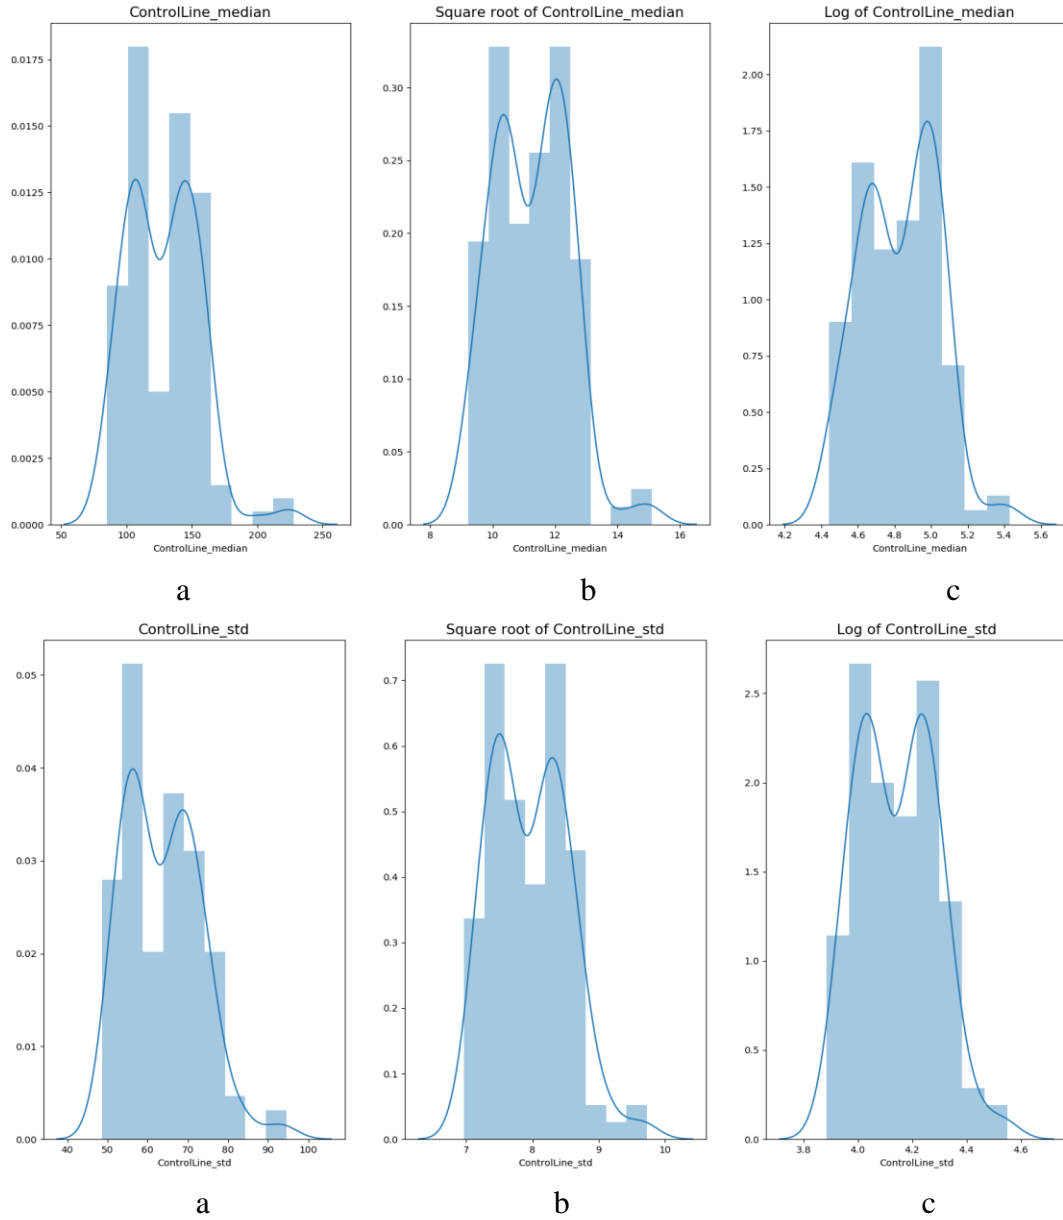 ControlLine_median
Square root of ControlLine_median
Log of ControlLine_median
0.0175
0.0150
0.0125
0.0100
0.0075
0.0050
0.0025
0.0000
50 100 150 200 250
ControlLine_median
0.30
0.25
0.20
0.15
0.10
0.05
0.00
8 10 12 14 16
ControlLine_median
2.00
1.75
1.50
1.25
1.00
0.75
0.50
0.25
0.00
4.2 4.4 4.6 4.8 5.0 5.2 5.4 5.6
ControlLine_median
a
b
c
ControlLine_std
Square root of ControlLine_std
Log of ControlLine_std
0.05
0.04
0.03
0.02
0.01
0.00
40 50 60 70 80 90 100
ControlLine_std
0.7
0.6
0.5
0.4
0.3
0.2
0.1
0.0
7 8 9 10
ControlLine_std
2.5
2.0
1.5
1.0
0.5
0.0
3.8 4.0 4.2 4.4 4.6
ControlLine_std
a
b
c